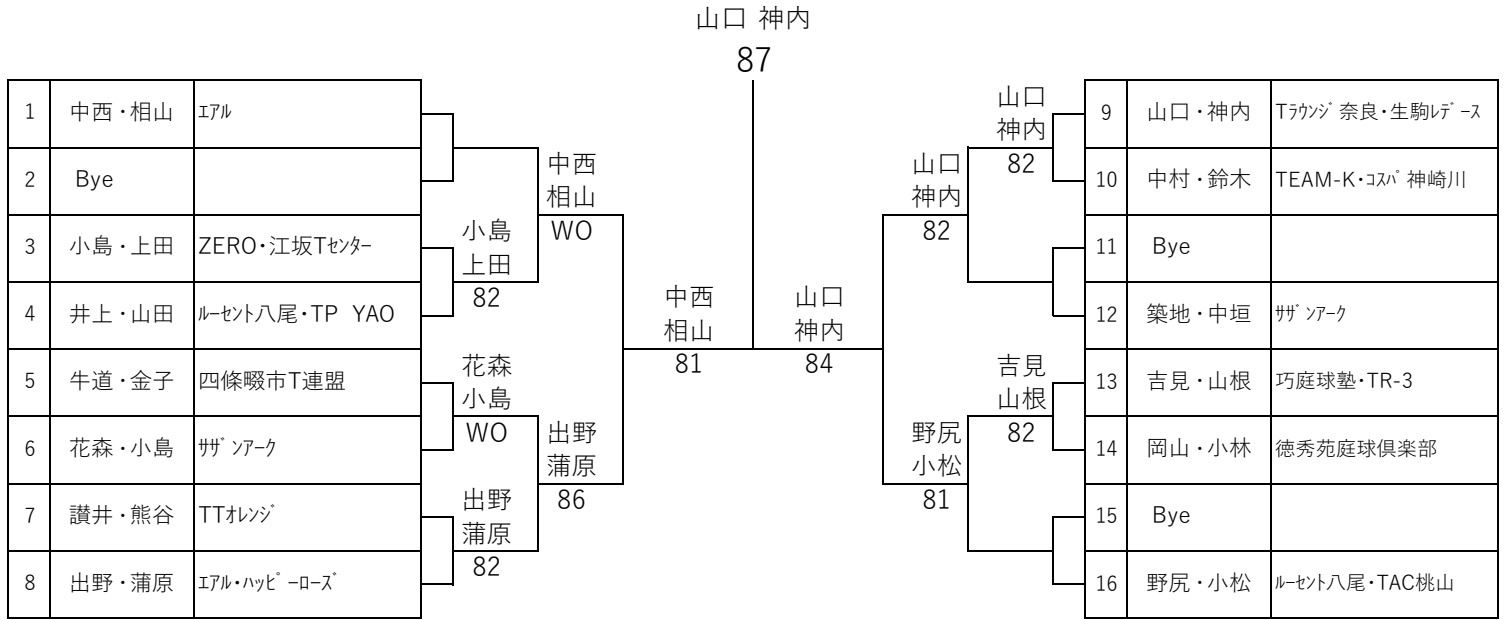 山口 神内
87
1 中西・相山 ｴｱﾙ
2 Bye
3 小島・上田 ZERO・江坂Tｾﾝﾀｰ
4 井上・山田 ﾙｰｾﾝﾄ八尾・TP YAO
5 牛道・金子 四條畷市T連盟
6 花森・小島 ｻｻﾞﾝｱｰｸ
7 讃井・熊谷 TTｵﾚﾝｼﾞ
8 出野・蒲原 ｴｱﾙ・ﾊｯﾋﾟｰﾛｰｽﾞ
小島
上田
82
花森
小島
WO
出野
蒲原
82
中西
相山
WO
出野
蒲原
86
中西
相山
81
山口
神内
84
山口
神内
82
野尻
小松
81
山口
神内
82
吉見
山根
82
9 山口・神内 Tﾗｳﾝｼﾞ奈良・生駒ﾚﾃﾞｰｽ
10 中村・鈴木 TEAM-K・ｺｽﾊﾟ神崎川
11 Bye
12 築地・中垣 ｻｻﾞﾝｱｰｸ
13 吉見・山根 巧庭球塾・TR-3
14 岡山・小林 徳秀苑庭球倶楽部
15 Bye
16 野尻・小松 ﾙｰｾﾝﾄ八尾・TAC桃山